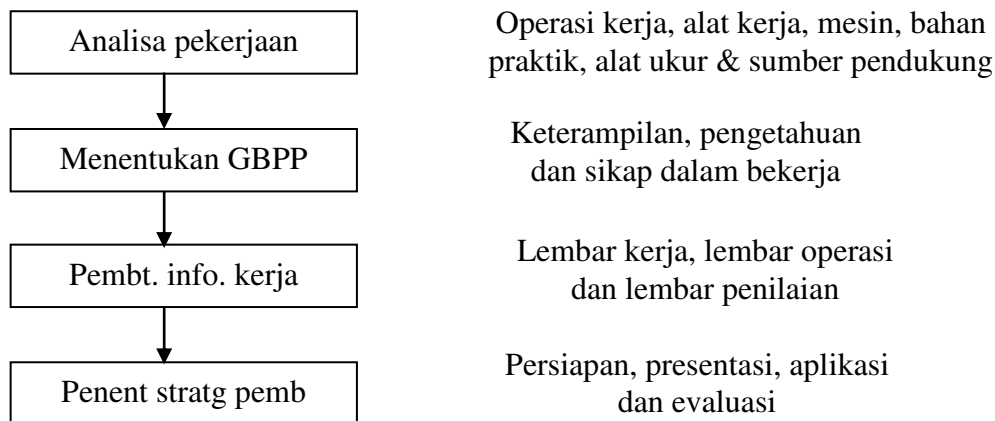 Analisa pekerjaan
Operasi kerja, alat kerja, mesin, bahan
praktik, alat ukur & sumber pendukung
Menentukan GBPP
Keterampilan, pengetahuan
dan sikap dalam bekerja
Pembt. info. kerja
Lembar kerja, lembar operasi
dan lembar penilaian
Penent stratg pemb
Persiapan, presentasi, aplikasi
dan evaluasi